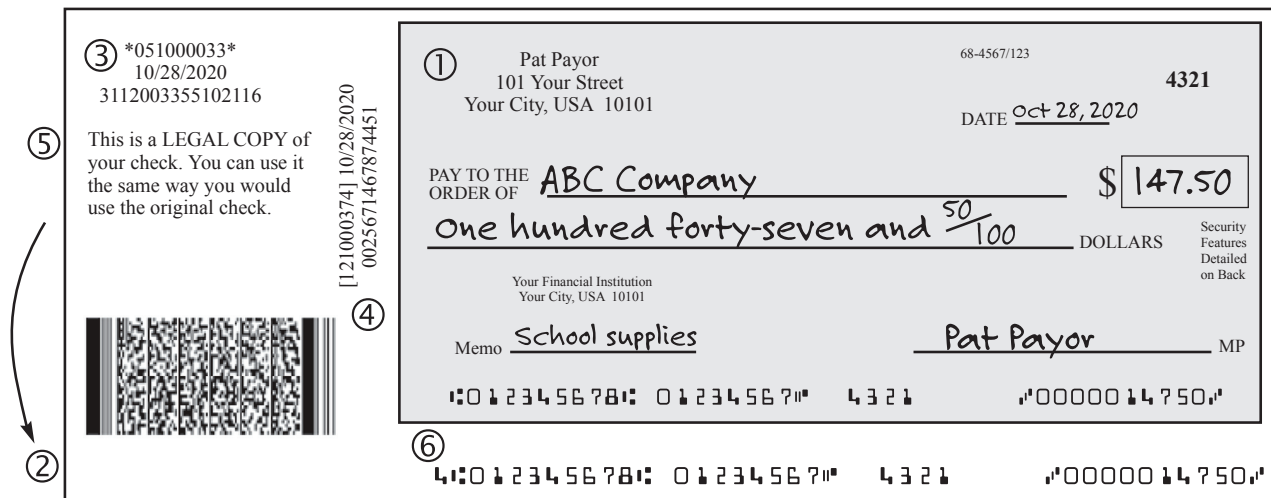 ③ *051000033*
10/28/2020
3112003355102116
⑤ This is a LEGAL COPY of
your check. You can use it
the same way you would
use the original check.
②
[121000374] 10/28/2020
0025671467874451
④
①
Pat Payor
101 Your Street
Your City, USA 10101
68-4567/123
4321
DATE Oct 28, 2020
PAY TO THE
ORDER OF ABC Company $ 147.50
One hundred forty-seven and 50/100 DOLLARS
Security
Features
Detailed
on Back
Your Financial Institution
Your City, USA 10101
Memo School supplies Pat Payor MP
⑆012345678⑆ 01234567⑈ 4321 ⑇0000014750⑇
⑥
4⑆012345678⑆ 01234567⑈ 4321 ⑇0000014750⑇